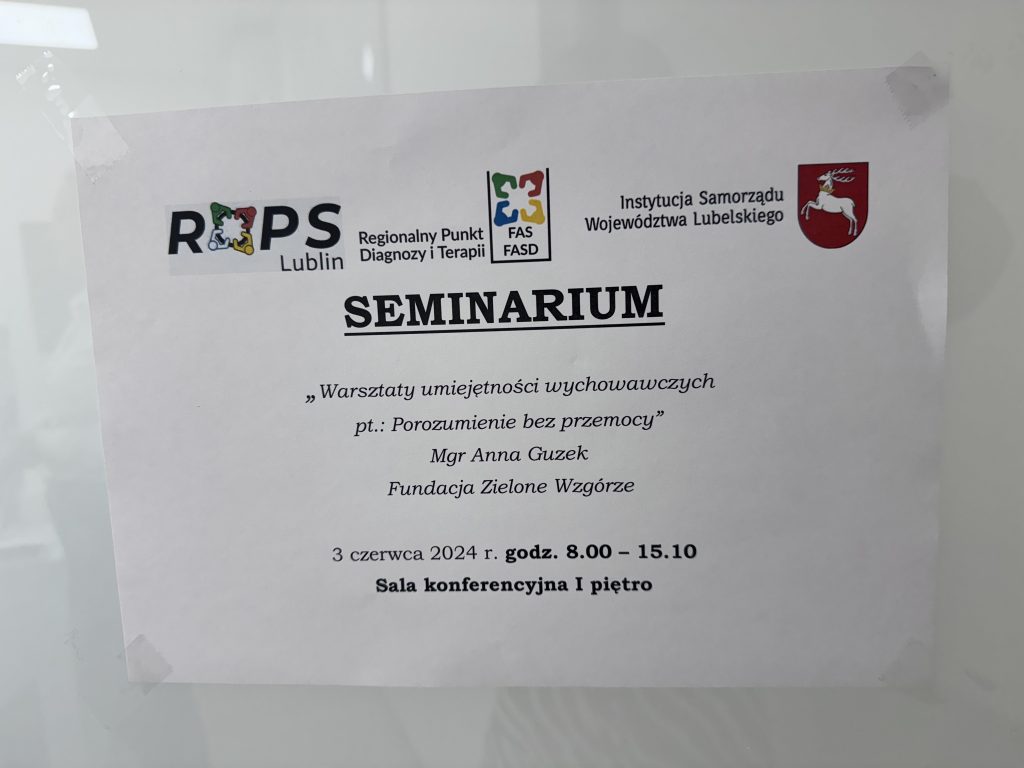 ROPS
Lublin
Regionalny Punkt
Diagnozy i Terapii
FAS
FASD
Instytucja Samorządu
Województwa Lubelskiego
SEMINARIUM
„Warsztaty umiejętności wychowawczych
pt.: Porozumienie bez przemocy”
Mgr Anna Guzek
Fundacja Zielone Wzgórze
3 czerwca 2024 r. godz. 8.00 – 15.10
Sala konferencyjna I piętro